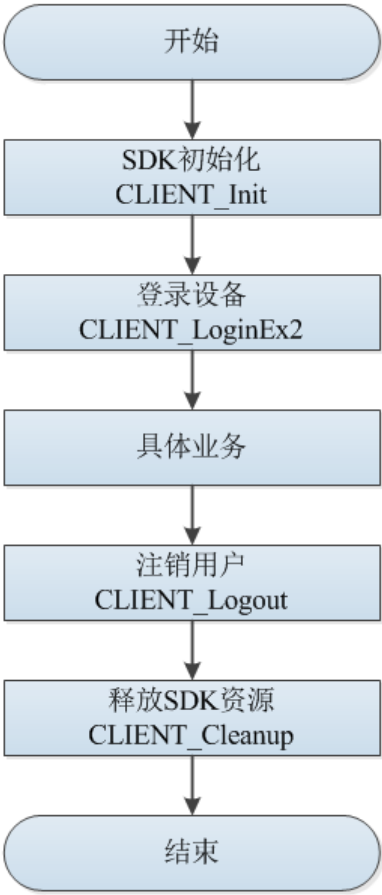 开始
SDK初始化
CLIENT_Init
登录设备
CLIENT_LoginEx2
具体业务
注销用户
CLIENT_Logout
释放SDK资源
CLIENT_Cleanup
结束